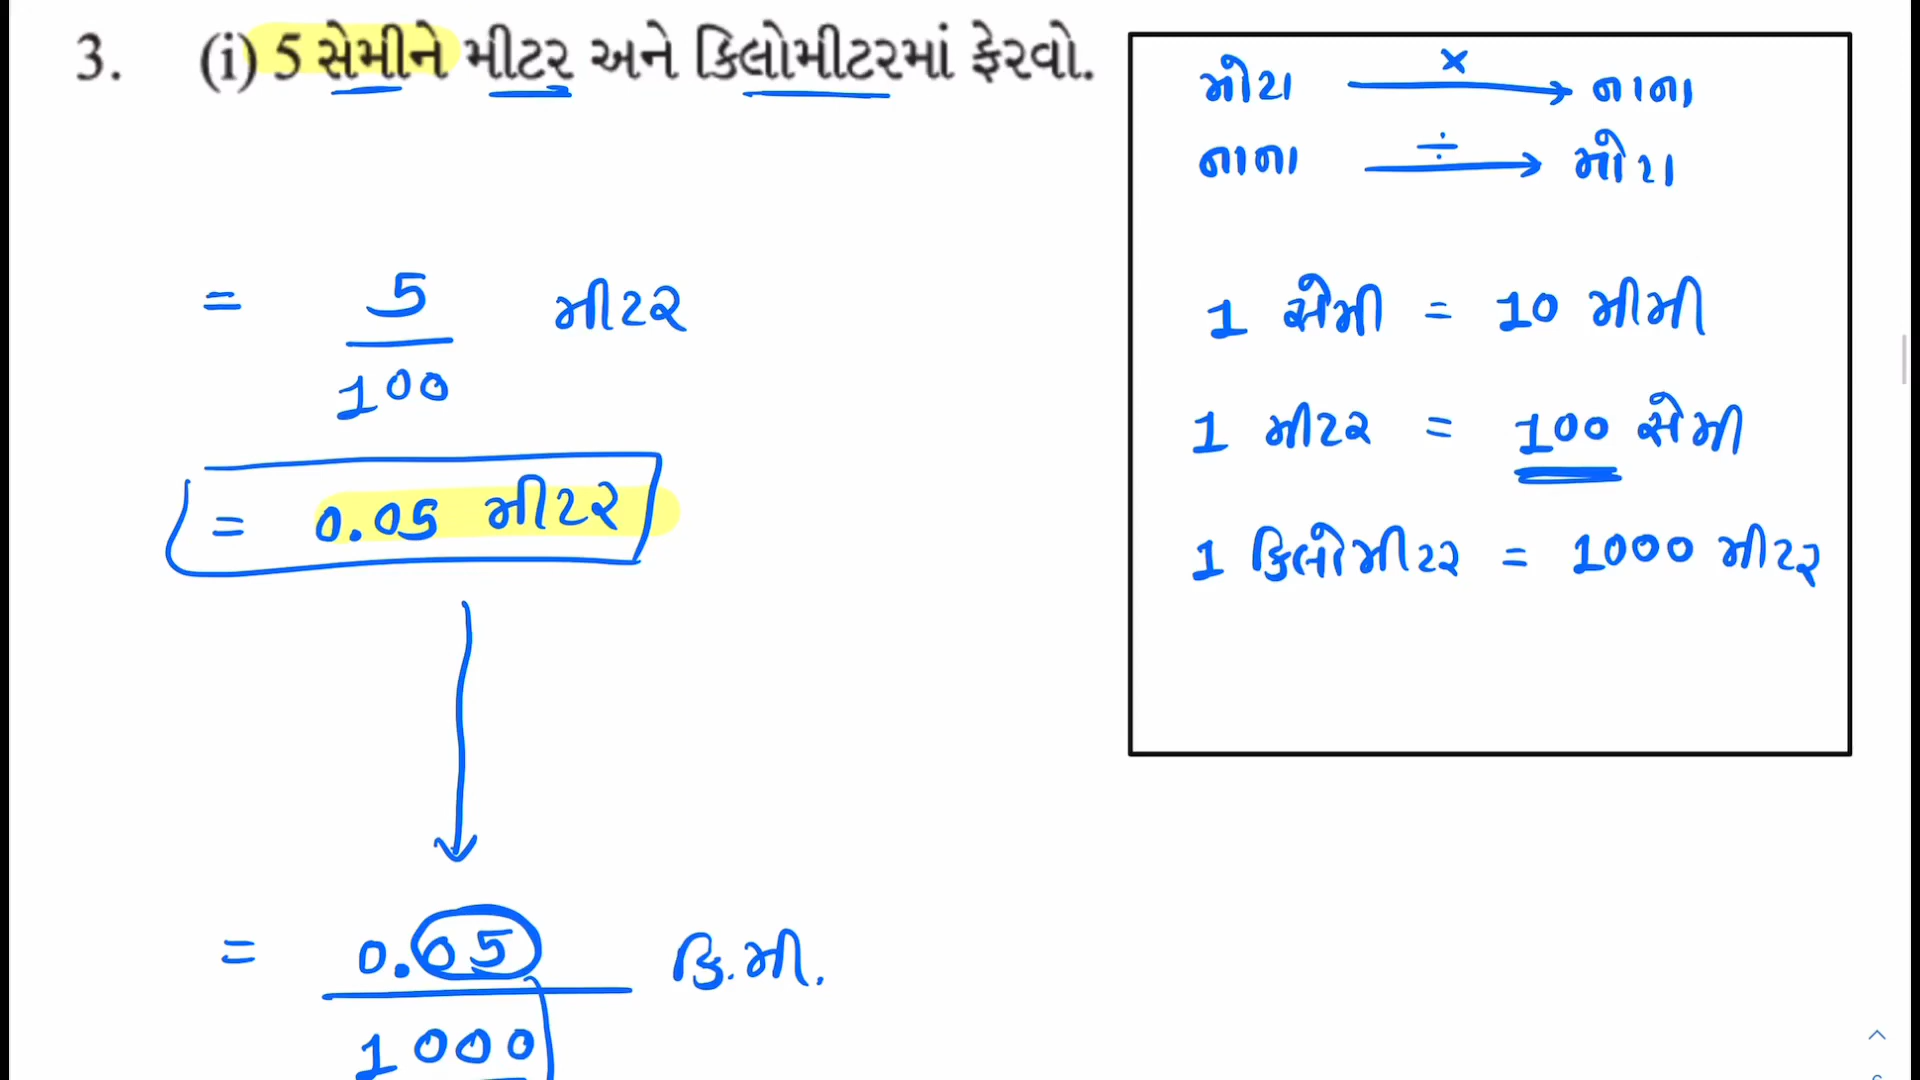 3. (i) 5 સેમીને મીટર અને કિલોમીટરમાં ફેરવો.
= 5/100 મીટર
= 0.05 મીટર
= 0.05/1000 કિ.મી.
મોટા × → નાના
નાના ÷ → મોટા
1 સેમી = 10 મીમી
1 મીટર = 100 સેમી
1 કિલોમીટર = 1000 મીટર